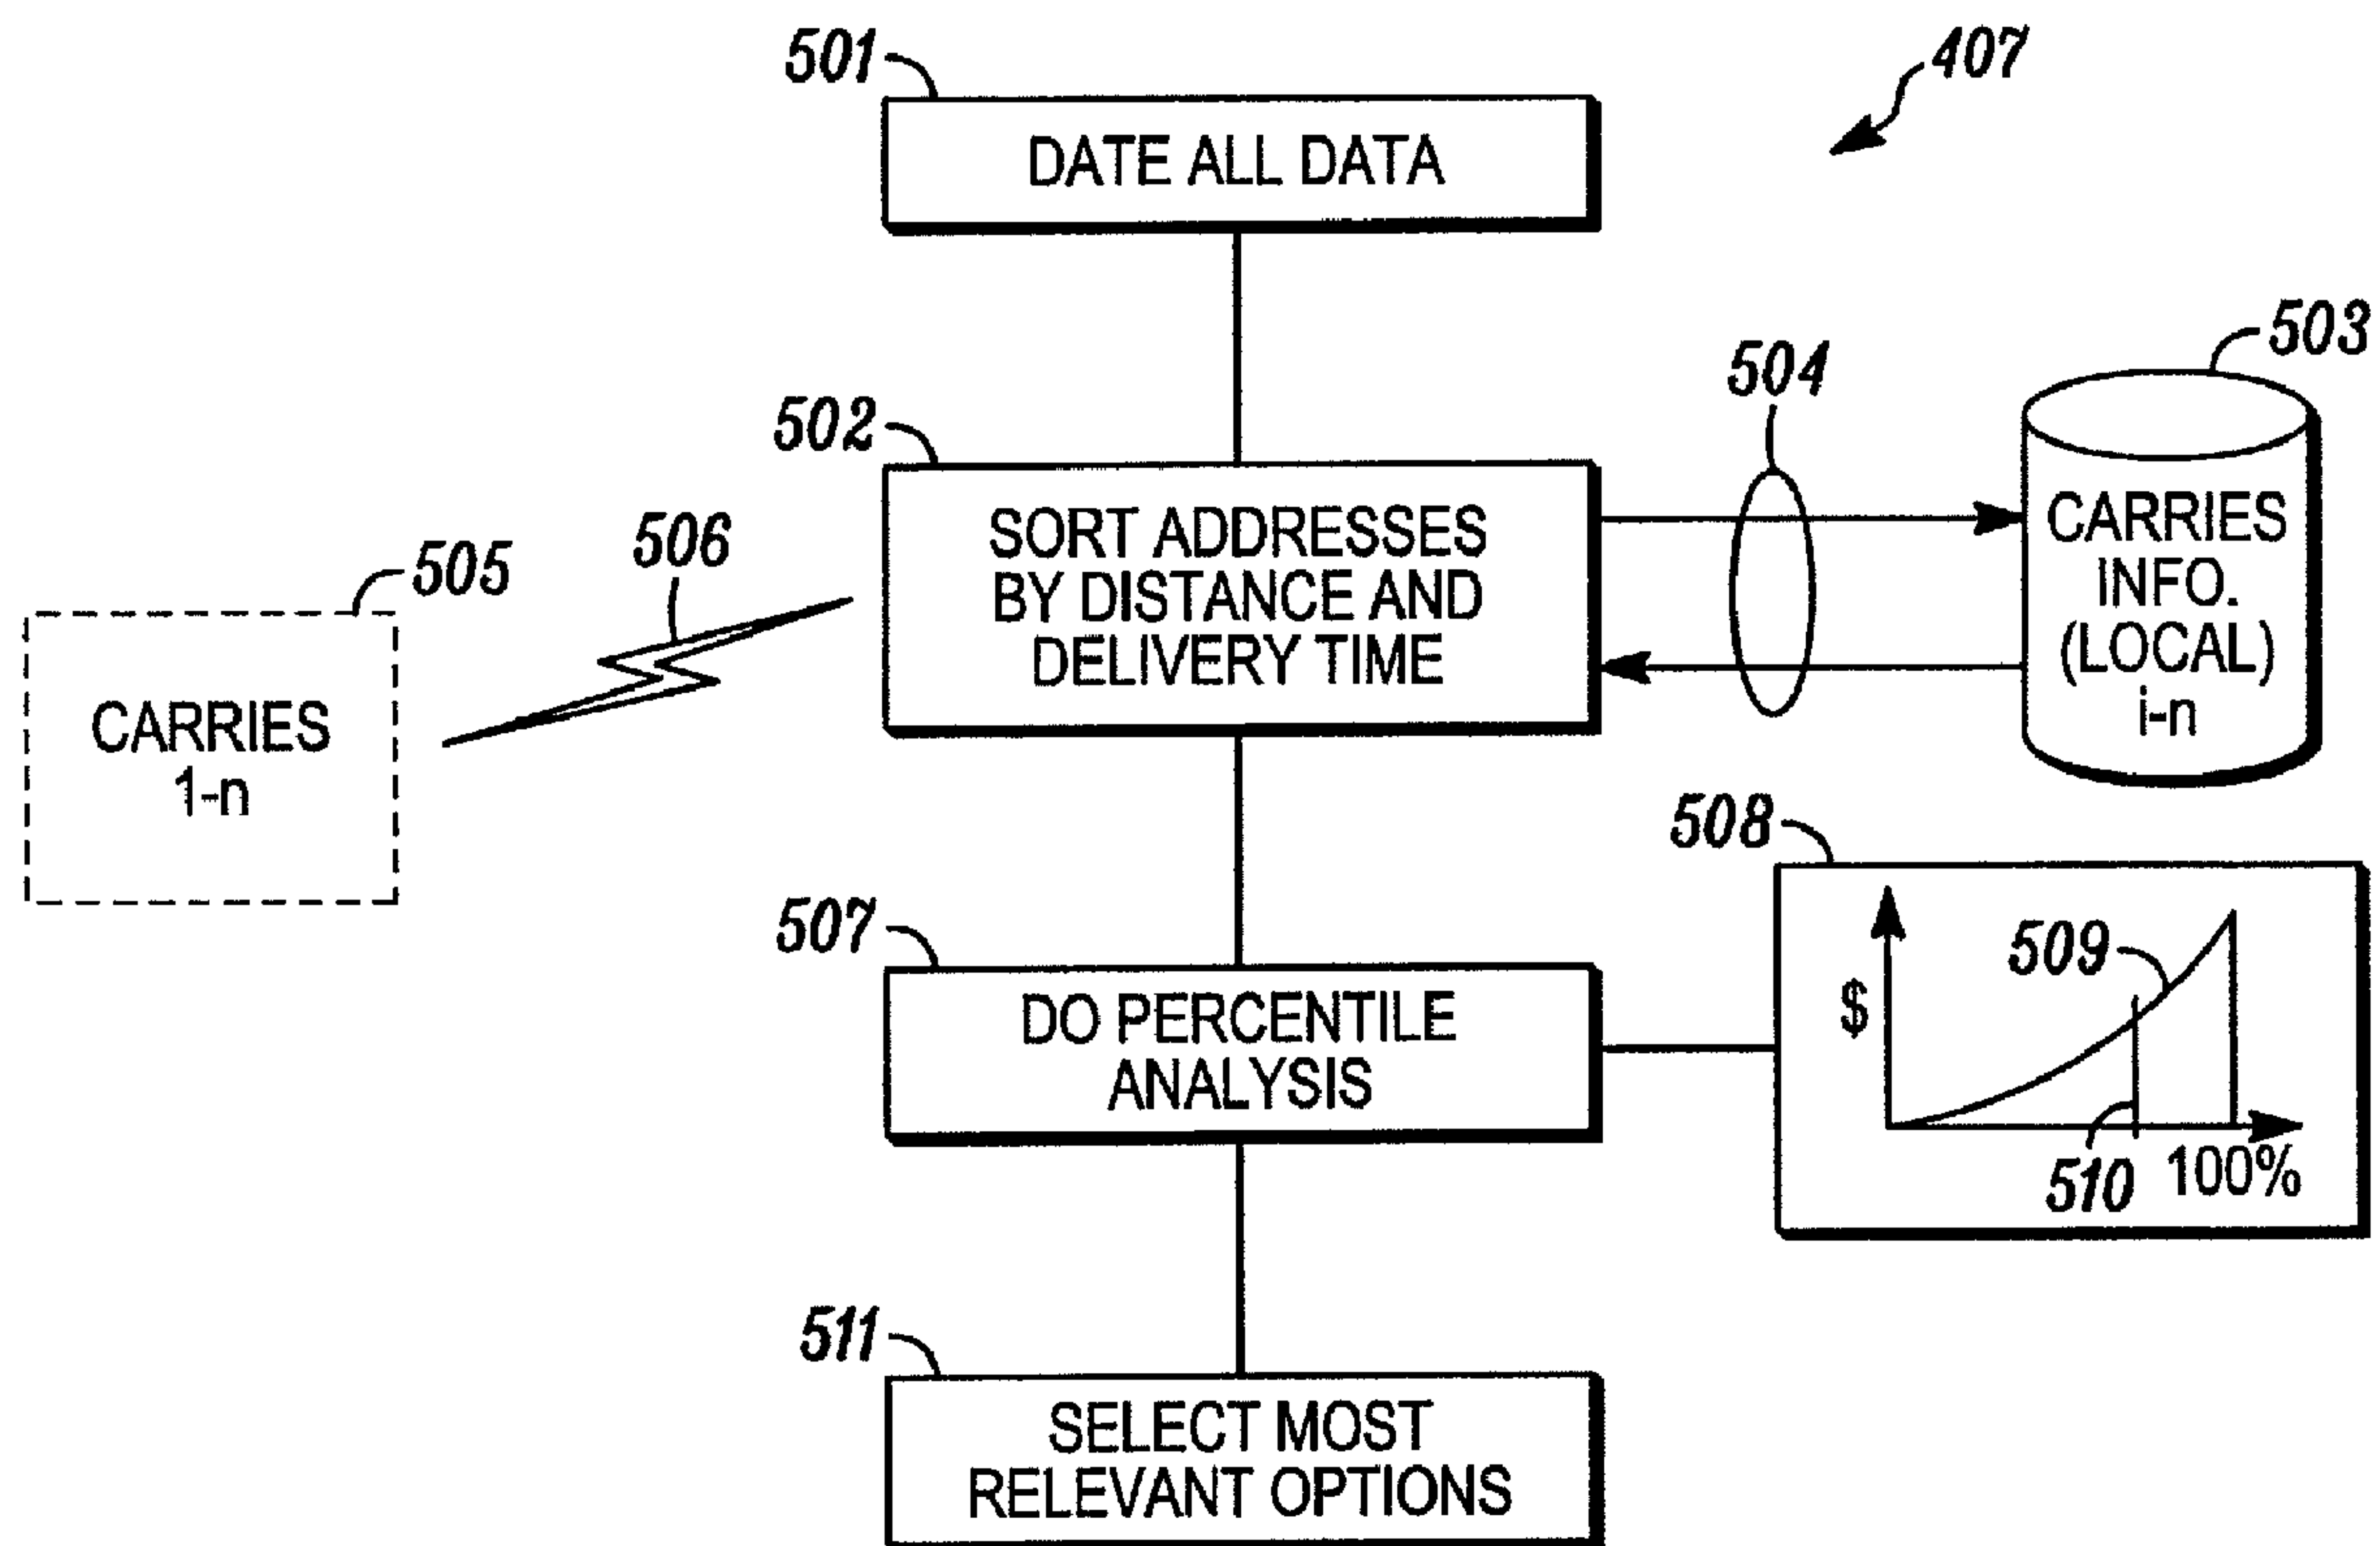 501
407
DATE ALL DATA
503
504
502
SORT ADDRESSES
BY DISTANCE AND
DELIVERY TIME
CARRIES
INFO.
(LOCAL)
i-n
506
505
CARRIES
1-n
508
507
DO PERCENTILE
ANALYSIS
509
$
510
100%
511
SELECT MOST
RELEVANT OPTIONS